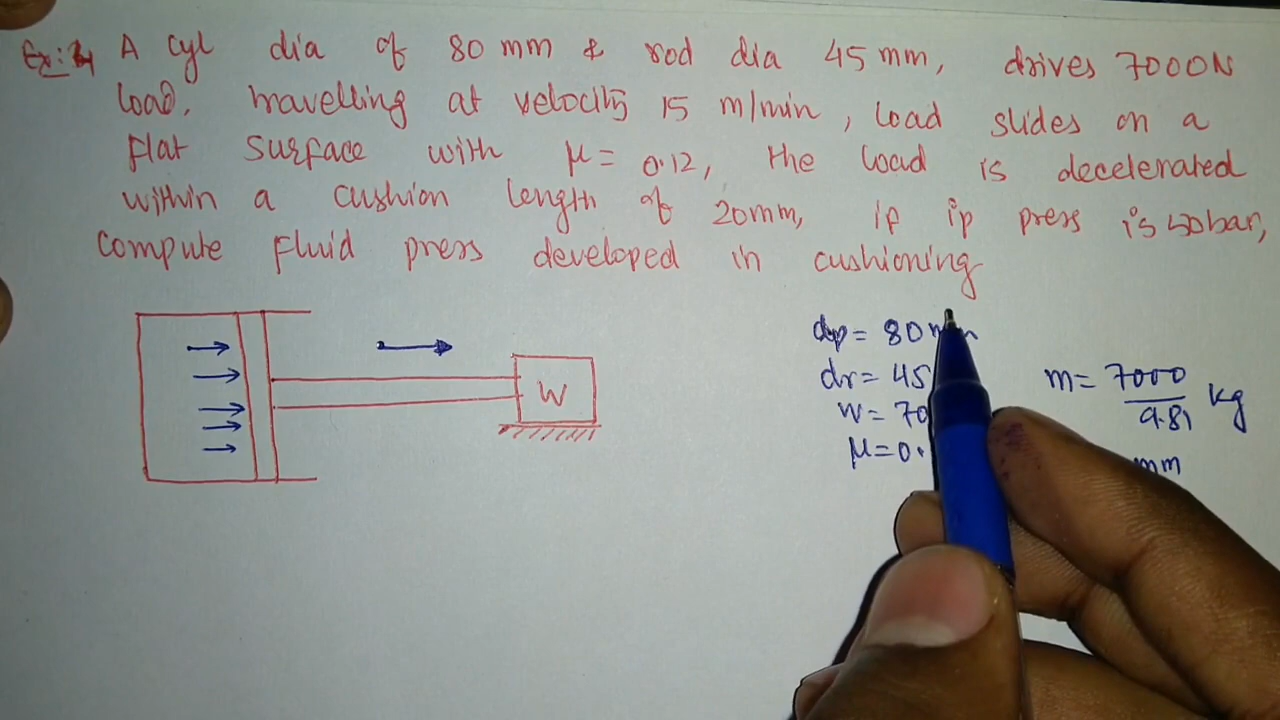 A cyl dia of 80 mm & rod dia 45 mm, drives 7000N
load, travelling at velocity 15 m/min, load slides on a
flat surface with μ = 0.12, the load is decelerated
within a cushion length of 20mm, if ip press is 50bar,
compute fluid press developed in cushioning
W
dp = 80 m
dr = 45
W = 70
μ = 0.
m = 7000
9.81
kg
mm